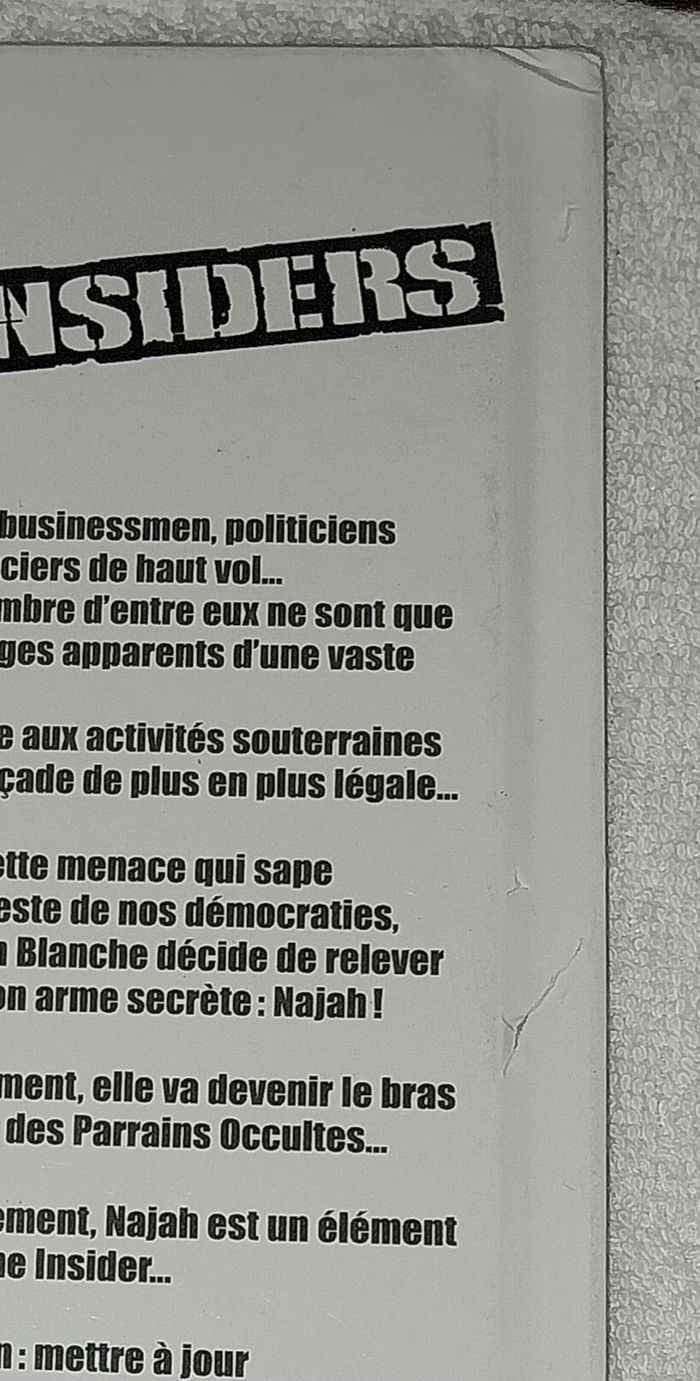 NSIDERS
businessmen, politiciens
ciers de haut vol...
mbre d'entre eux ne sont que
ges apparents d'une vaste
e aux activités souterraines
çade de plus en plus légale...
ette menace qui sape
este de nos démocraties,
n Blanche décide de relever
on arme secrète : Najah !
ment, elle va devenir le bras
des Parrains Occultes...
ement, Najah est un élément
ne Insider...
n : mettre à jour